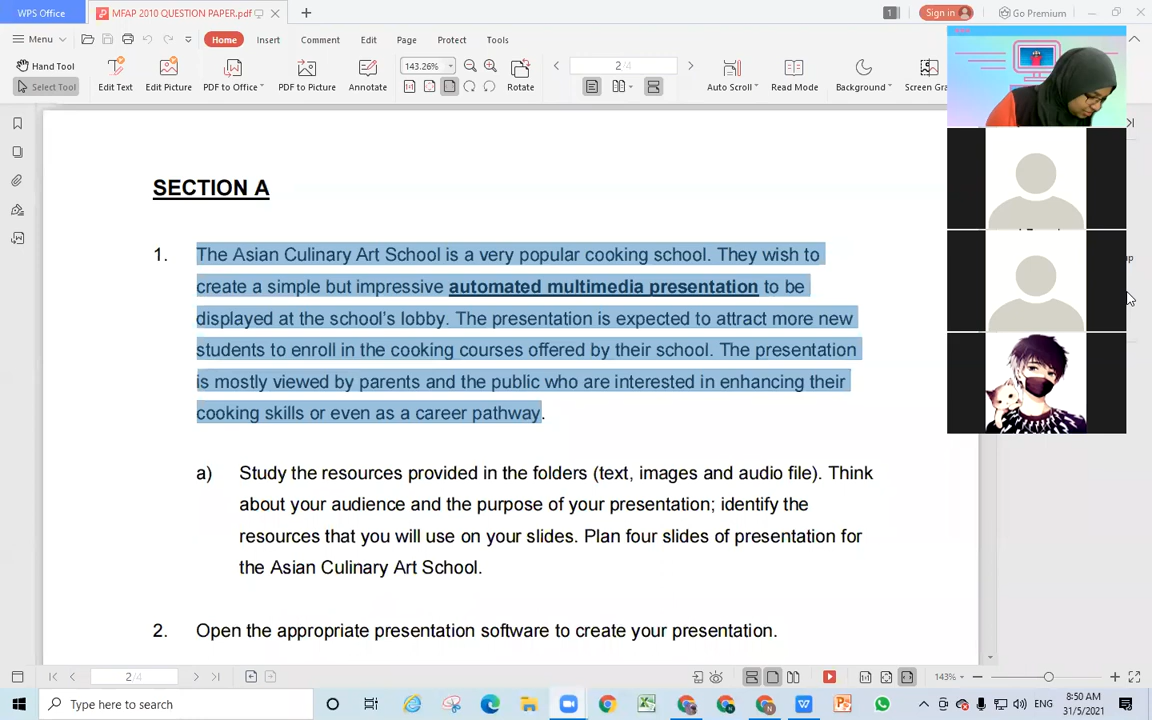 WPS Office
MFAP 2010 QUESTION PAPER.pdf
1
Sign in
Go Premium
Menu
Home
Insert
Comment
Edit
Page
Protect
Tools
Hand Tool
Select Tool
Edit Text
Edit Picture
PDF to Office
PDF to Picture
Annotate
143.26%
Rotate
2/4
Auto Scroll
Read Mode
Background
Screen Gra
SECTION A
1. The Asian Culinary Art School is a very popular cooking school. They wish to
create a simple but impressive automated multimedia presentation to be
displayed at the school's lobby. The presentation is expected to attract more new
students to enroll in the cooking courses offered by their school. The presentation
is mostly viewed by parents and the public who are interested in enhancing their
cooking skills or even as a career pathway.
a) Study the resources provided in the folders (text, images and audio file). Think
about your audience and the purpose of your presentation; identify the
resources that you will use on your slides. Plan four slides of presentation for
the Asian Culinary Art School.
2. Open the appropriate presentation software to create your presentation.
2/4
143%
Type here to search
ENG
8:50 AM
31/5/2021